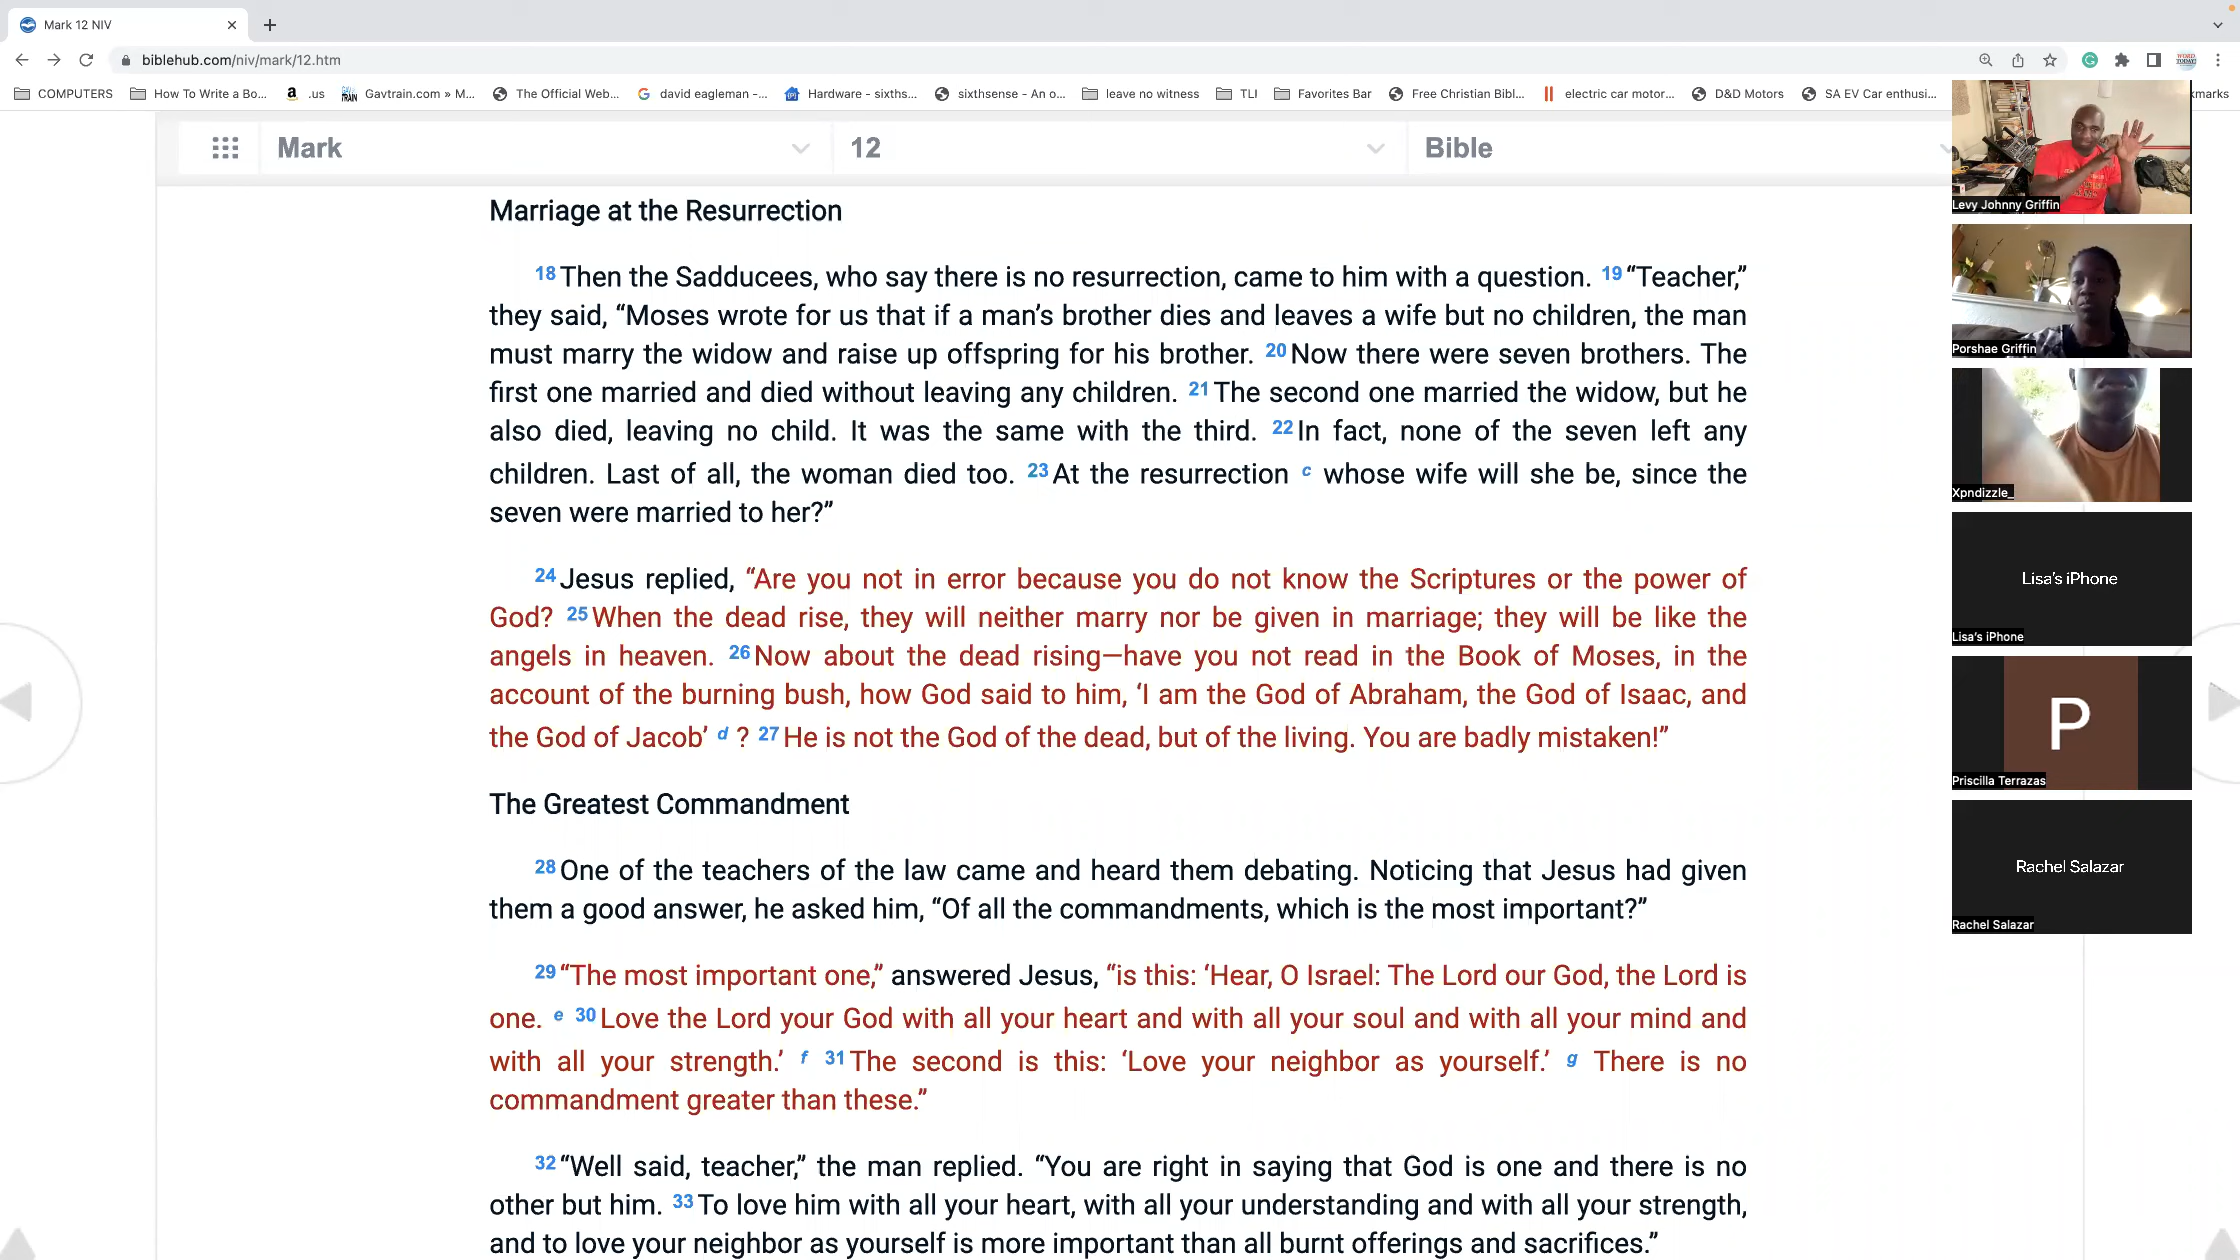 Mark 12 NIV
biblehub.com/niv/mark/12.htm
COMPUTERS How To Write a Bo... .us Gavtrain.com » M... The Official Web... david eagleman -... Hardware - sixths... sixthsense - An o... leave no witness TLI Favorites Bar Free Christian Bibl... electric car motor... D&D Motors SA EV Car enthusi... kmarks
Mark 12 Bible
Marriage at the Resurrection
18 Then the Sadducees, who say there is no resurrection, came to him with a question. 19 “Teacher,”
they said, “Moses wrote for us that if a man’s brother dies and leaves a wife but no children, the man
must marry the widow and raise up offspring for his brother. 20 Now there were seven brothers. The
first one married and died without leaving any children. 21 The second one married the widow, but he
also died, leaving no child. It was the same with the third. 22 In fact, none of the seven left any
children. Last of all, the woman died too. 23 At the resurrection c whose wife will she be, since the
seven were married to her?”
24 Jesus replied, “Are you not in error because you do not know the Scriptures or the power of
God? 25 When the dead rise, they will neither marry nor be given in marriage; they will be like the
angels in heaven. 26 Now about the dead rising—have you not read in the Book of Moses, in the
account of the burning bush, how God said to him, ‘I am the God of Abraham, the God of Isaac, and
the God of Jacob’ d ? 27 He is not the God of the dead, but of the living. You are badly mistaken!”
The Greatest Commandment
28 One of the teachers of the law came and heard them debating. Noticing that Jesus had given
them a good answer, he asked him, “Of all the commandments, which is the most important?”
29 “The most important one,” answered Jesus, “is this: ‘Hear, O Israel: The Lord our God, the Lord is
one. e 30 Love the Lord your God with all your heart and with all your soul and with all your mind and
with all your strength.’ f 31 The second is this: ‘Love your neighbor as yourself.’ g There is no
commandment greater than these.”
32 “Well said, teacher,” the man replied. “You are right in saying that God is one and there is no
other but him. 33 To love him with all your heart, with all your understanding and with all your strength,
and to love your neighbor as yourself is more important than all burnt offerings and sacrifices.”
Levy Johnny Griffin
Porshae Griffin
Xpndizzle_
Lisa’s iPhone
Lisa’s iPhone
P
Priscilla Terrazas
Rachel Salazar
Rachel Salazar